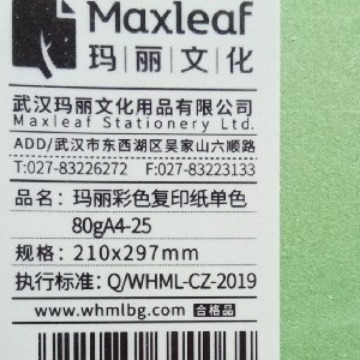 Maxleaf
玛丽文化
武汉玛丽文化用品有限公司
Maxleaf Stationery Ltd.
ADD/武汉市东西湖区吴家山六顺路
T:027-83226272 F:027-83223133
品名：玛丽彩色复印纸单色
80gA4-25
规格：210x297mm
执行标准：Q/WHML-CZ-2019
www.whmlbg.com 合格品